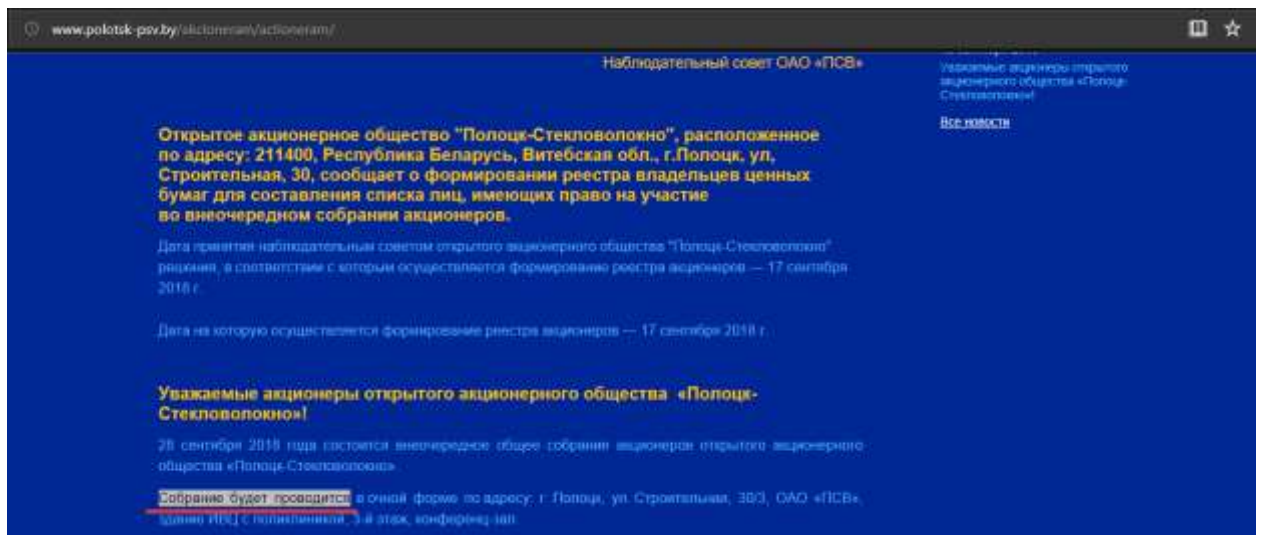 www.polotsk-psv.by/akcioneram/actioneram/
Наблюдательный совет ОАО «ПСВ»
Уважаемые акционеры открытого
акционерного общества «Полоцк-
Стекловолокно»!
Все новости
Открытое акционерное общество "Полоцк-Стекловолокно", расположенное
по адресу: 211400, Республика Беларусь, Витебская обл., г.Полоцк, ул,
Строительная, 30, сообщает о формировании реестра владельцев ценных
бумаг для составления списка лиц, имеющих право на участие
во внеочередном собрании акционеров.
Дата принятия наблюдательным советом открытого акционерного общества "Полоцк-Стекловолокно"
решения, в соответствии с которым осуществляется формирование реестра акционеров — 17 сентября
2018 г.
Дата на которую осуществляется формирование реестра акционеров — 17 сентября 2018 г.
Уважаемые акционеры открытого акционерного общества «Полоцк-
Стекловолокно»!
28 сентября 2018 года состоится внеочередное общее собрание акционеров открытого акционерного
общества «Полоцк-Стекловолокно»
Собрание будет проводится в очной форме по адресу: г. Полоцк, ул. Строительная, 30/3, ОАО «ПСВ»,
здание ИВЦ с поликлиникой, 3-й этаж, конференц-зал.